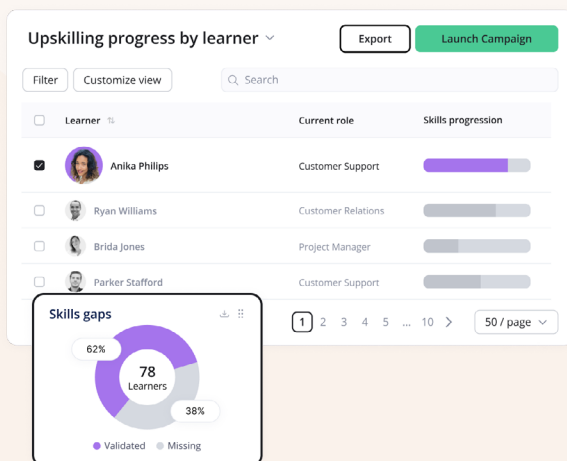 Upskilling progress by learner
Export
Launch Campaign
Filter
Customize view
Search
Learner
Current role
Skills progression
Anika Philips
Customer Support
Ryan Williams
Customer Relations
Brida Jones
Project Manager
Parker Stafford
Customer Support
1 2 3 4 5 ... 10
50 / page
Skills gaps
62%
78
Learners
38%
Validated
Missing